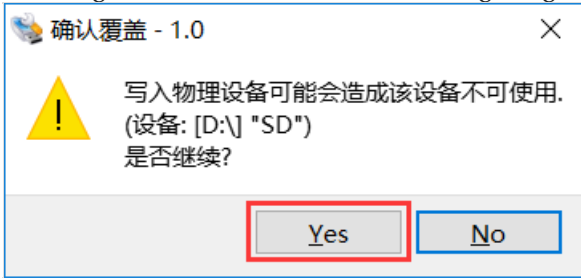 确认覆盖 - 1.0
写入物理设备可能会造成该设备不可使用.
(设备: [D:\] "SD")
是否继续?
Yes
No